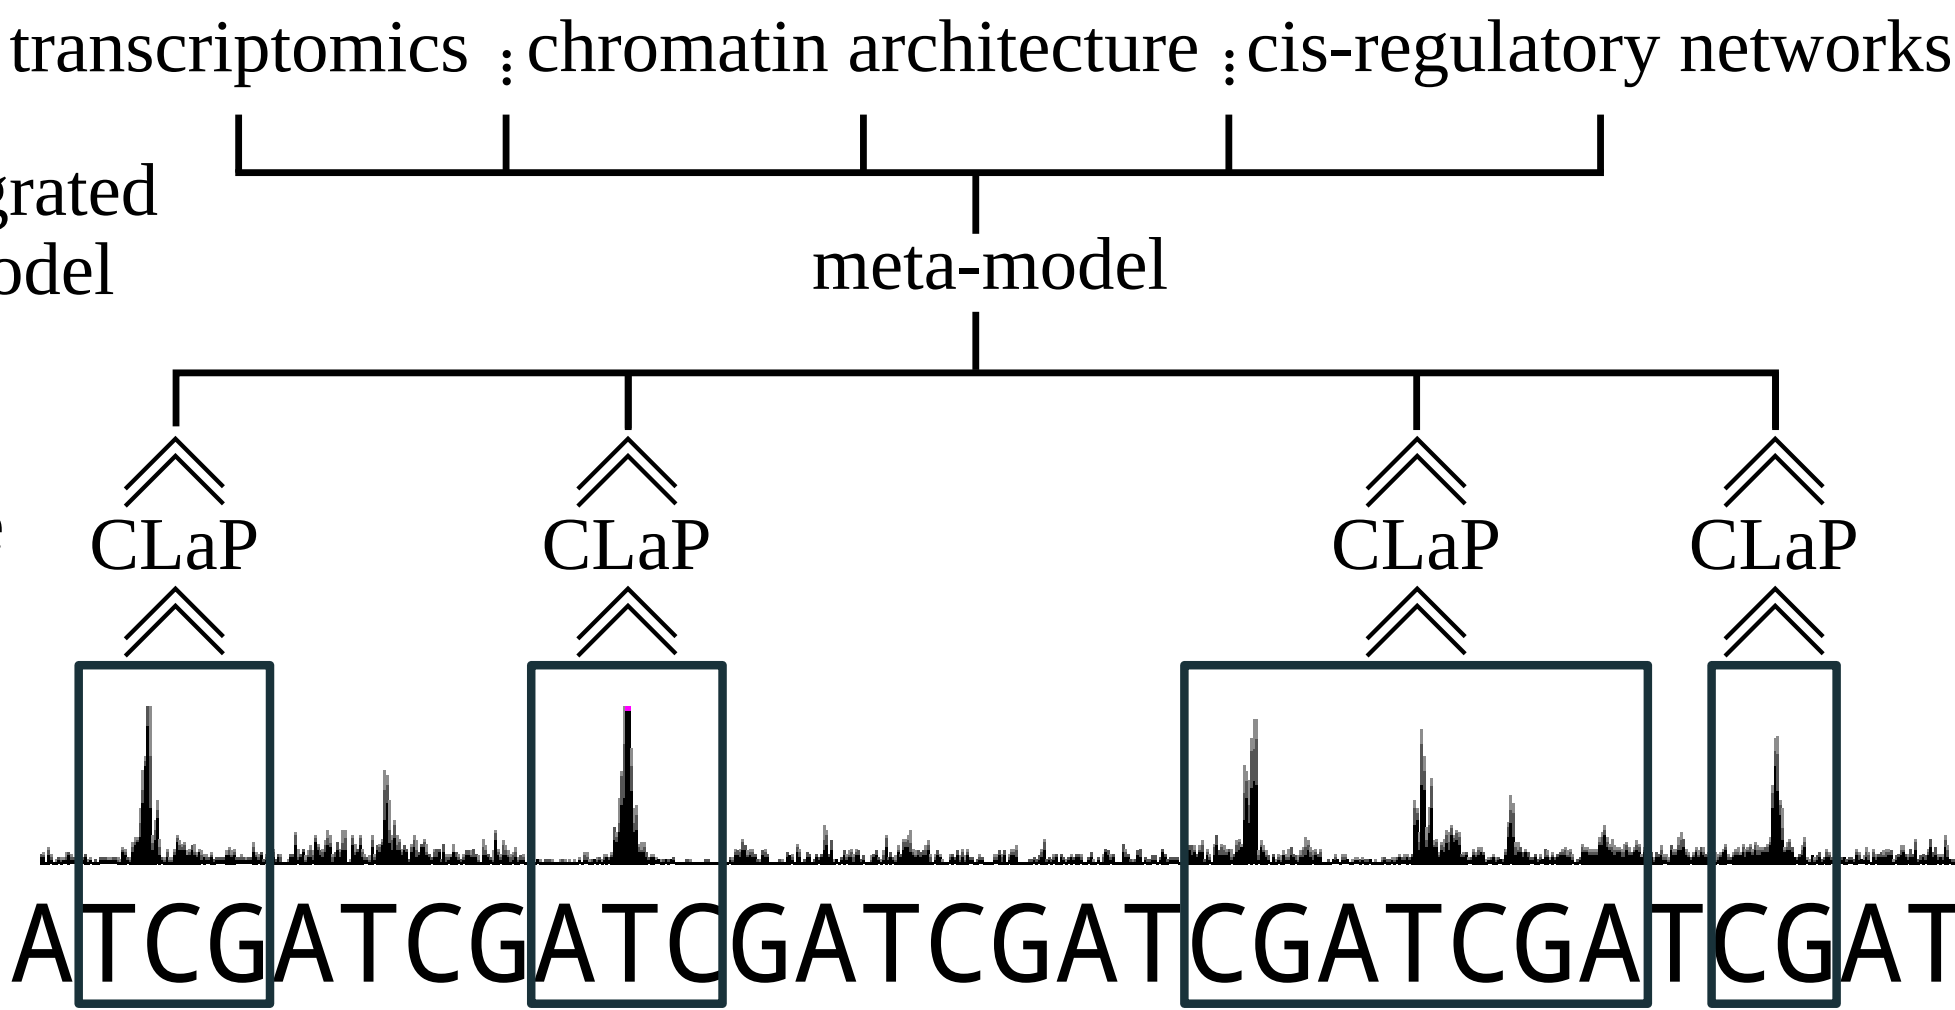 transcriptomics ⋮ chromatin architecture ⋮ cis-regulatory networks
grated
odel
meta-model
CLaP CLaP CLaP CLaP
ATCGATCGATCGATCGATCGATCGATCGAT